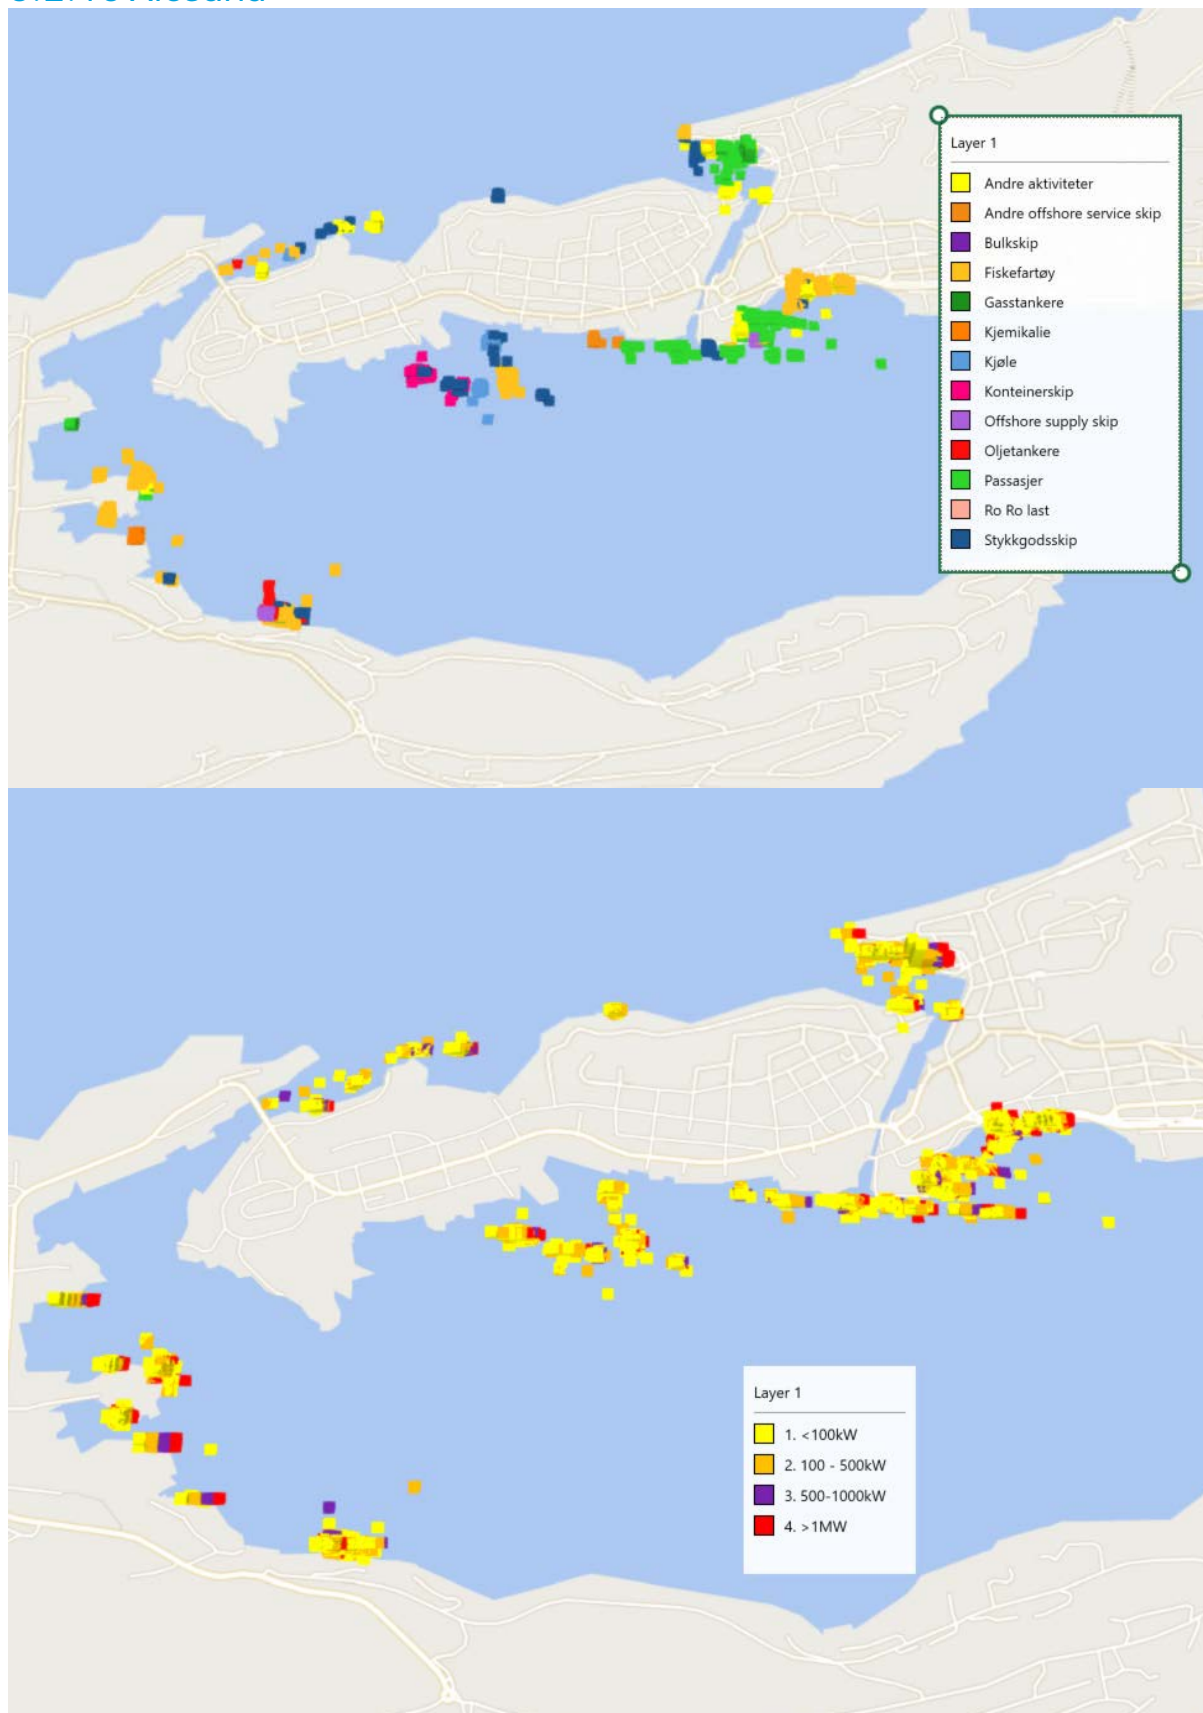 Layer 1
Andre aktiviteter
Andre offshore service skip
Bulkskip
Fiskefartøy
Gasstankere
Kjemikalie
Kjøle
Konteinerskip
Offshore supply skip
Oljetankere
Passasjer
Ro Ro last
Stykkgodsskip
Layer 1
1. <100kW
2. 100 - 500kW
3. 500-1000kW
4. >1MW